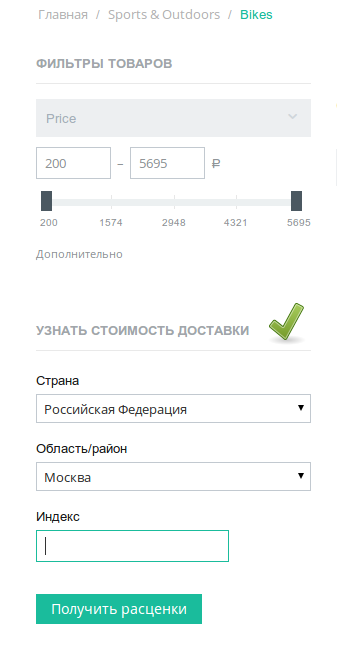 Главная / Sports & Outdoors / Bikes
ФИЛЬТРЫ ТОВАРОВ
Price
200 – 5695 ₽
200 1574 2948 4321 5695
Дополнительно
УЗНАТЬ СТОИМОСТЬ ДОСТАВКИ
Страна
Российская Федерация
Область/район
Москва
Индекс
Получить расценки